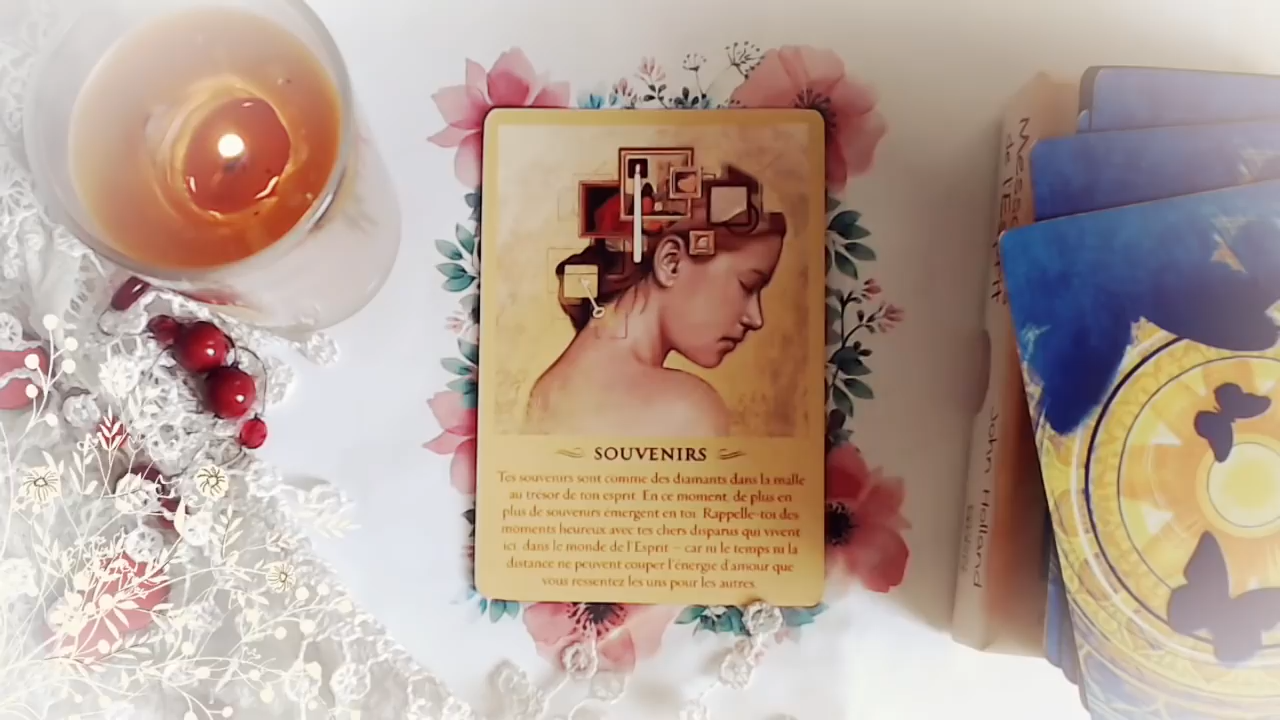 SOUVENIRS
Tes souvenirs sont comme des diamants dans la malle
au trésor de ton esprit. En ce moment, de plus en
plus de souvenirs émergent en toi. Rappelle-toi des
moments heureux avec tes chers disparus qui vivent
ici, dans le monde de l'Esprit – car ni le temps ni la
distance ne peuvent couper l'énergie d'amour que
vous ressentez les uns pour les autres.
de
John Holland